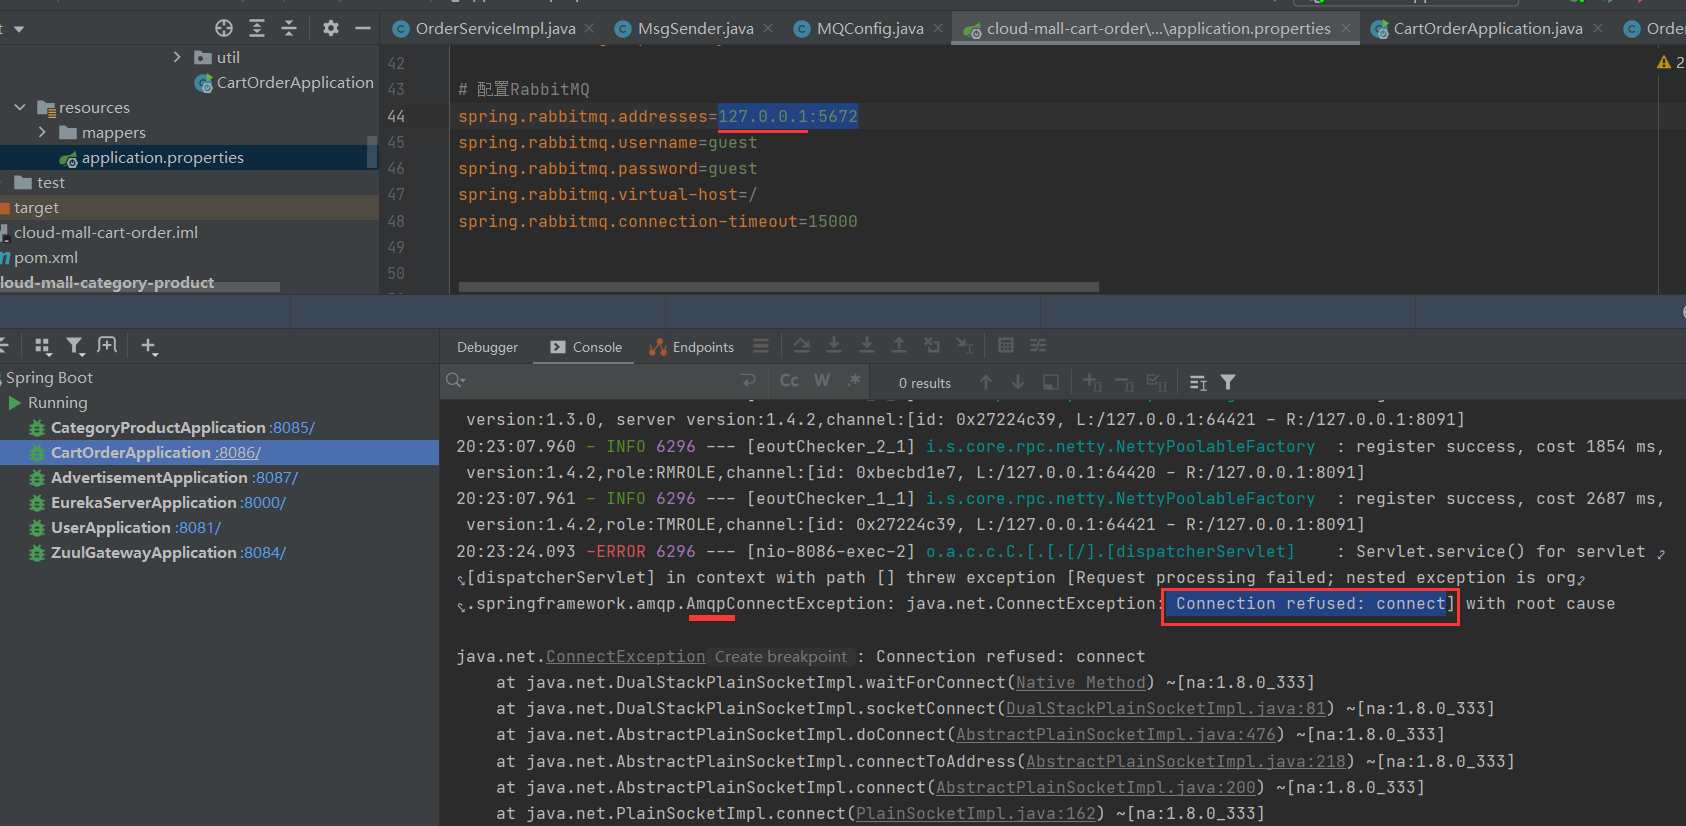 OrderServiceImpl.java
MsgSender.java
MQConfig.java
cloud-mall-cart-order\...\application.properties
CartOrderApplication.java
util
CartOrderApplication
resources
mappers
application.properties
test
target
cloud-mall-cart-order.iml
pom.xml
loud-mall-category-product
2
42
43 # 配置RabbitMQ
44 spring.rabbitmq.addresses=127.0.0.1:5672
45 spring.rabbitmq.username=guest
46 spring.rabbitmq.password=guest
47 spring.rabbitmq.virtual-host=/
48 spring.rabbitmq.connection-timeout=15000
49
50
Spring Boot
Running
CategoryProductApplication :8085/
CartOrderApplication :8086/
AdvertisementApplication :8087/
EurekaServerApplication :8000/
UserApplication :8081/
ZuulGatewayApplication :8084/
Debugger Console Endpoints
Cc W .* 0 results
version:1.3.0, server version:1.4.2,channel:[id: 0x27224c39, L:/127.0.0.1:64421 - R:/127.0.0.1:8091]
20:23:07.960 - INFO 6296 --- [eoutChecker_2_1] i.s.core.rpc.netty.NettyPoolableFactory : register success, cost 1854 ms,
version:1.4.2,role:RMROLE,channel:[id: 0xbecbd1e7, L:/127.0.0.1:64420 - R:/127.0.0.1:8091]
20:23:07.961 - INFO 6296 --- [eoutChecker_1_1] i.s.core.rpc.netty.NettyPoolableFactory : register success, cost 2687 ms,
version:1.4.2,role:TMROLE,channel:[id: 0x27224c39, L:/127.0.0.1:64421 - R:/127.0.0.1:8091]
20:23:24.093 -ERROR 6296 --- [nio-8086-exec-2] o.a.c.c.C.[.[.[/].[dispatcherServlet] : Servlet.service() for servlet
[dispatcherServlet] in context with path [] threw exception [Request processing failed; nested exception is org
.springframework.amqp.AmqpConnectException: java.net.ConnectException: Connection refused: connect] with root cause
java.net.ConnectException Create breakpoint : Connection refused: connect
at java.net.DualStackPlainSocketImpl.waitForConnect(Native Method) ~[na:1.8.0_333]
at java.net.DualStackPlainSocketImpl.socketConnect(DualStackPlainSocketImpl.java:81) ~[na:1.8.0_333]
at java.net.AbstractPlainSocketImpl.doConnect(AbstractPlainSocketImpl.java:476) ~[na:1.8.0_333]
at java.net.AbstractPlainSocketImpl.connectToAddress(AbstractPlainSocketImpl.java:218) ~[na:1.8.0_333]
at java.net.AbstractPlainSocketImpl.connect(AbstractPlainSocketImpl.java:200) ~[na:1.8.0_333]
at java.net.PlainSocketImpl.connect(PlainSocketImpl.java:162) ~[na:1.8.0_333]